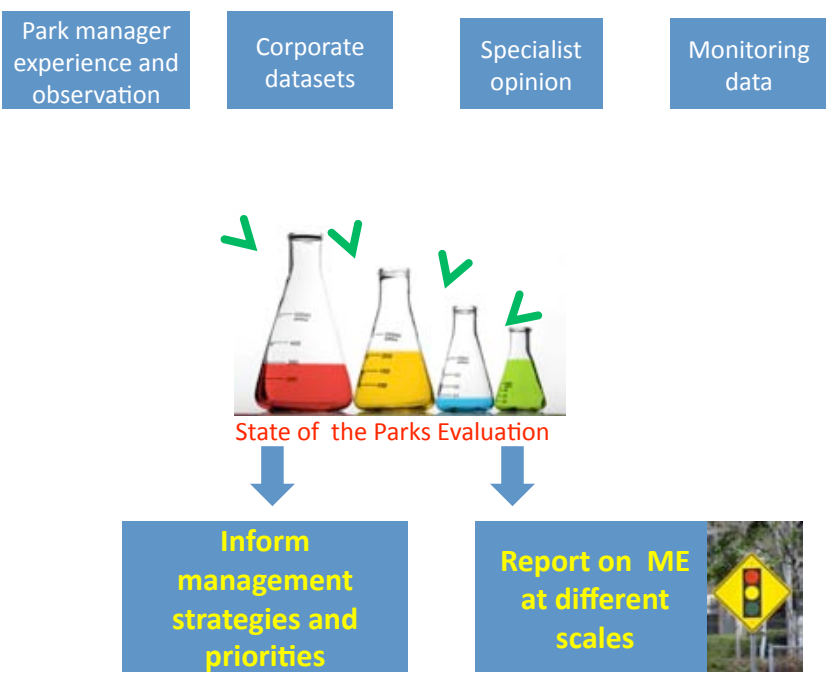 Park manager
experience and
observation
Corporate
datasets
Specialist
opinion
Monitoring
data
State of the Parks Evaluation
Inform
management
strategies and
priorities
Report on ME
at different
scales